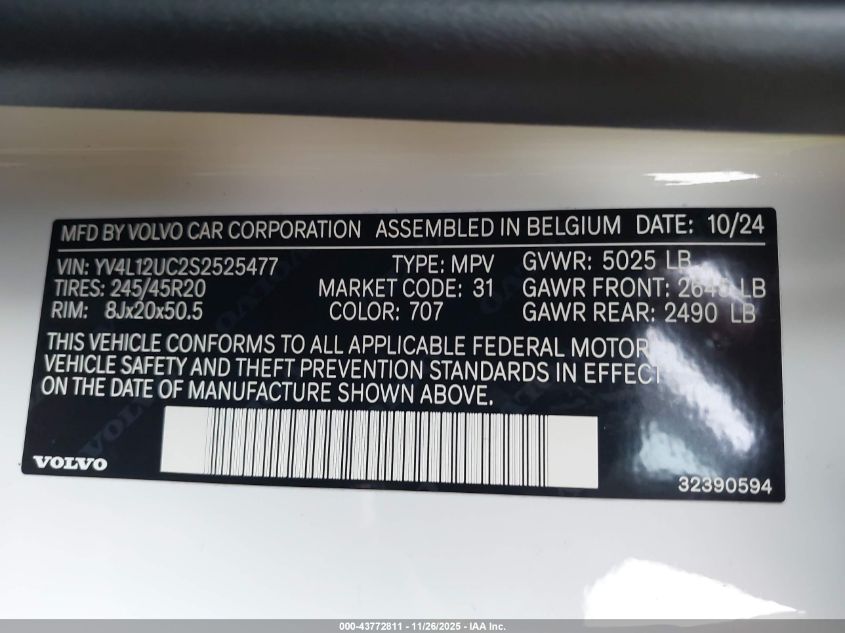 MFD BY VOLVO CAR CORPORATION ASSEMBLED IN BELGIUM DATE: 10/24
VIN: YV4L12UC2S2525477 TYPE: MPV GVWR: 5025 LB
TIRES: 245/45R20 MARKET CODE: 31 GAWR FRONT: 2645 LB
RIM: 8Jx20x50.5 COLOR: 707 GAWR REAR: 2490 LB
THIS VEHICLE CONFORMS TO ALL APPLICABLE FEDERAL MOTOR
VEHICLE SAFETY AND THEFT PREVENTION STANDARDS IN EFFECT
ON THE DATE OF MANUFACTURE SHOWN ABOVE.
VOLVO
32390594
000-43772811 - 11/26/2025 - IAA Inc.